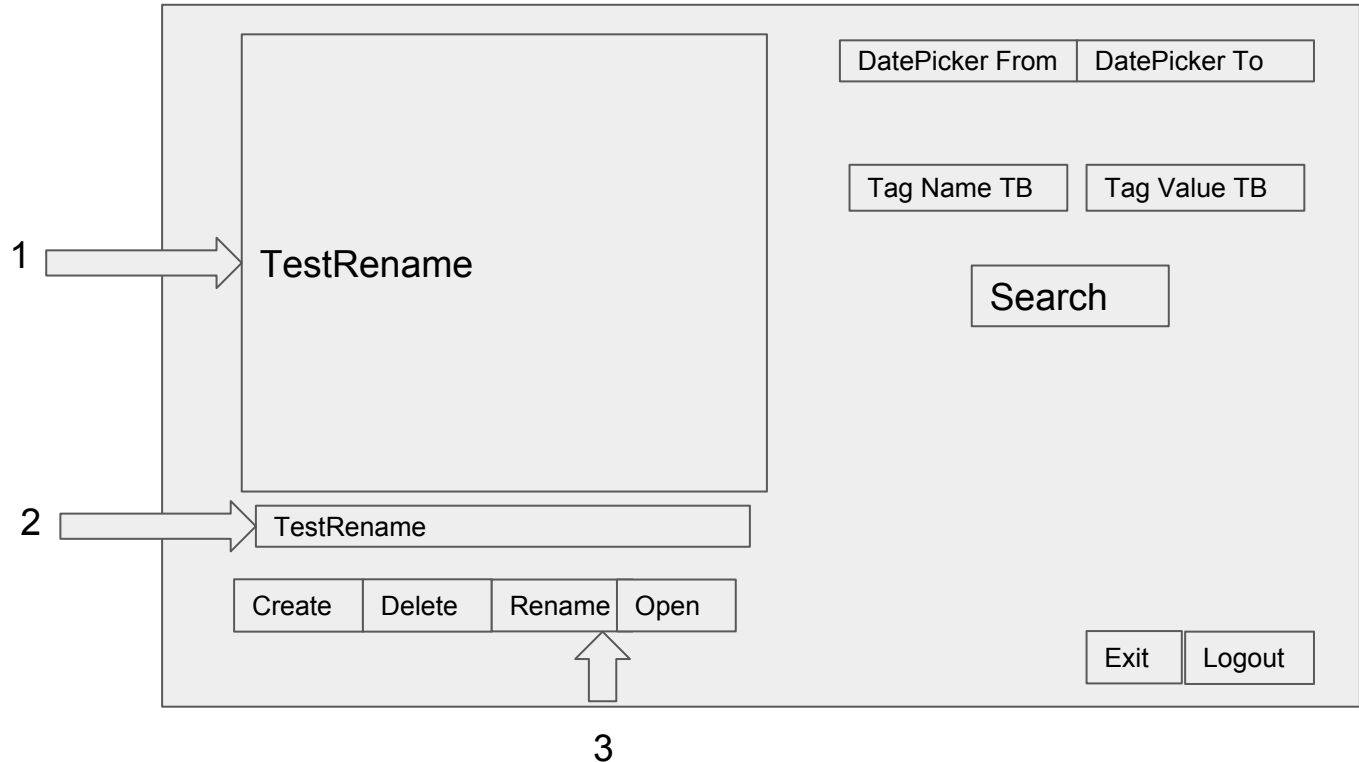 DatePicker From
DatePicker To
Tag Name TB
Tag Value TB
1
TestRename
Search
2
TestRename
Create
Delete
Rename
Open
Exit
Logout
3